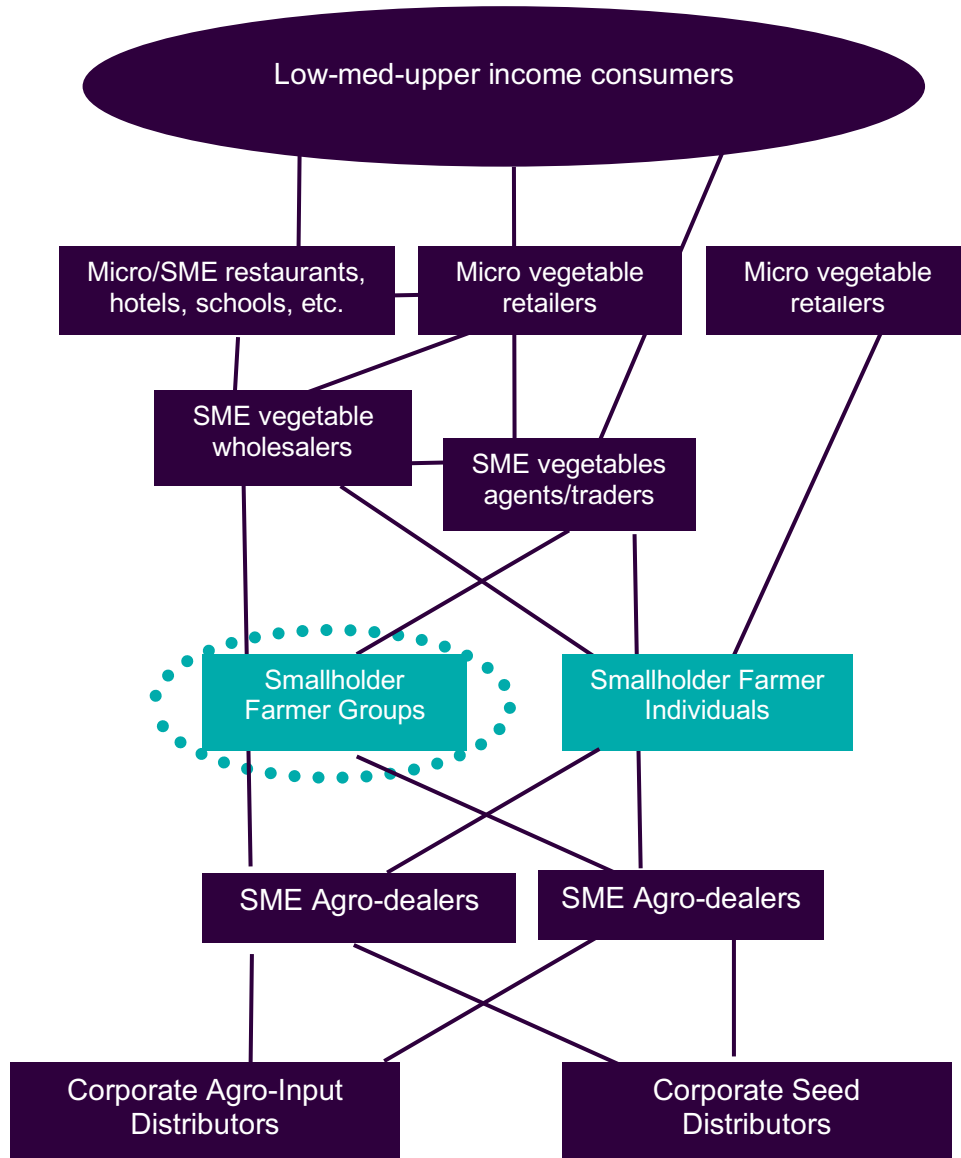 Low-med-upper income consumers
Micro/SME restaurants,
hotels, schools, etc.
Micro vegetable
retailers
Micro vegetable
retailers
SME vegetable
wholesalers
SME vegetables
agents/traders
Smallholder
Farmer Groups
Smallholder Farmer
Individuals
SME Agro-dealers
SME Agro-dealers
Corporate Agro-Input
Distributors
Corporate Seed
Distributors